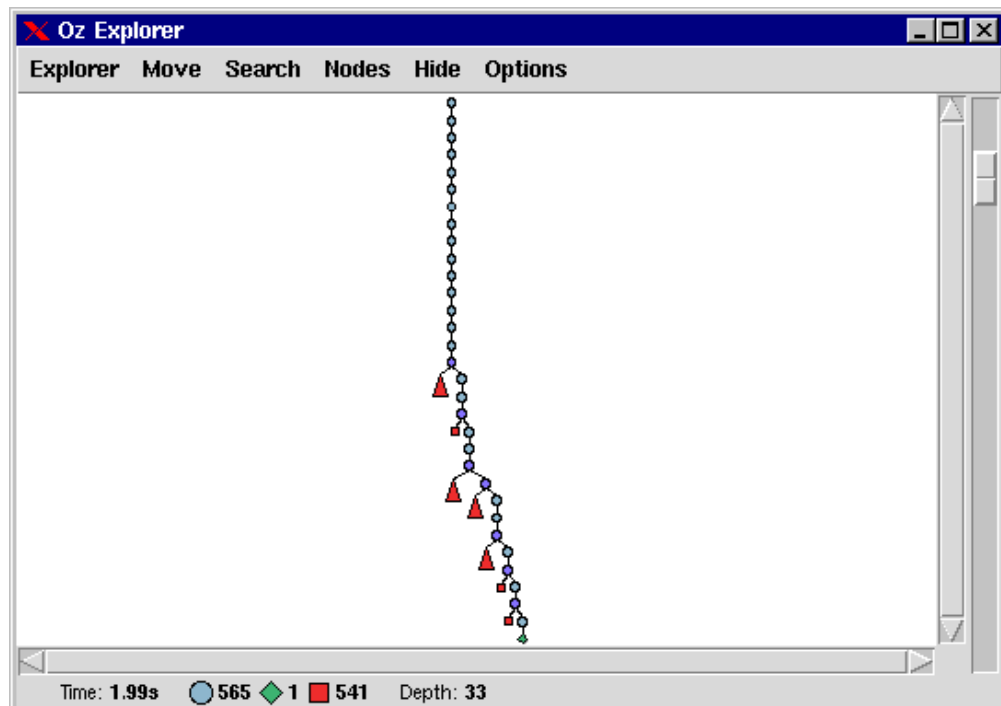 Oz Explorer
Explorer Move Search Nodes Hide Options
Time: 1.99s 565 1 541 Depth: 33